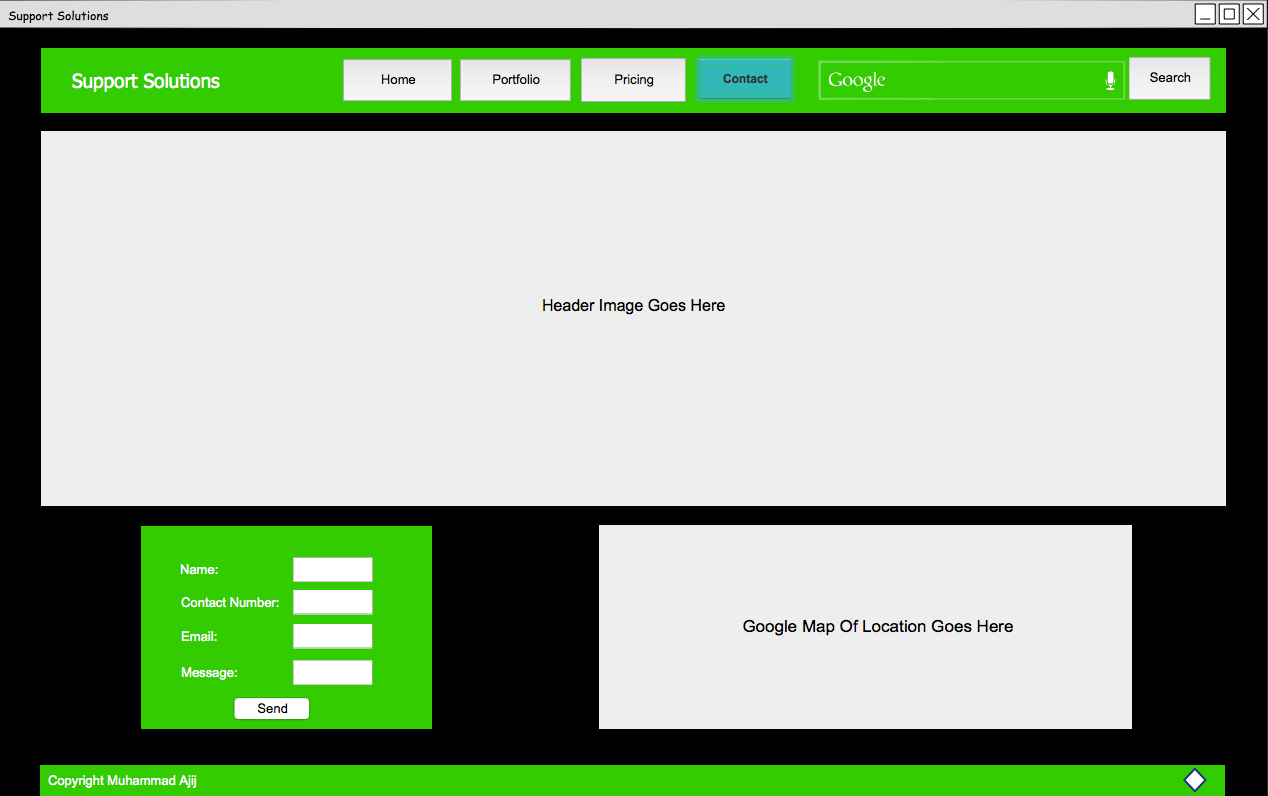 Support Solutions
Support Solutions
Home
Portfolio
Pricing
Contact
Google
Search
Header Image Goes Here
Name:
Contact Number:
Email:
Message:
Send
Google Map Of Location Goes Here
Copyright Muhammad Ajij